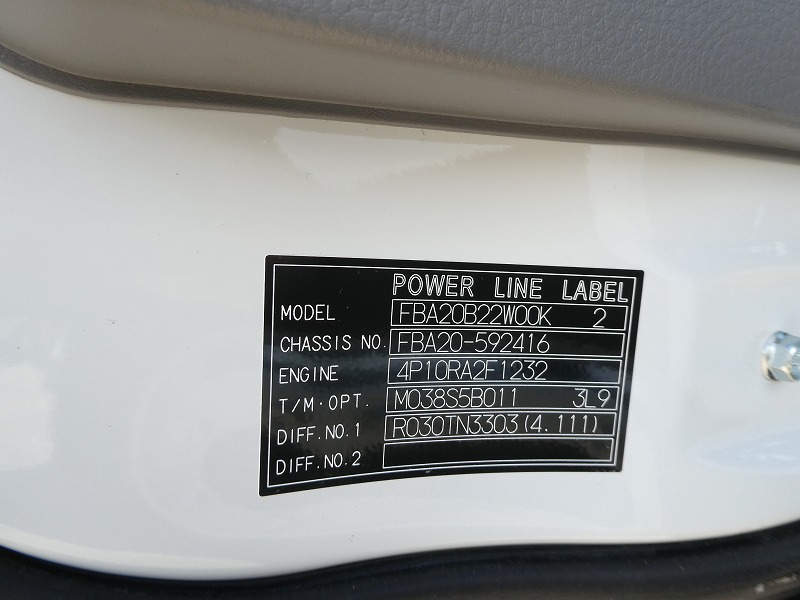 POWER LINE LABEL
MODEL FBA20B22W00K 2
CHASSIS NO. FBA20-592416
ENGINE 4P10RA2F1232
T/M·OPT. M038S5B011 3L9
DIFF.NO.1 R030TN3303(4.111)
DIFF.NO.2